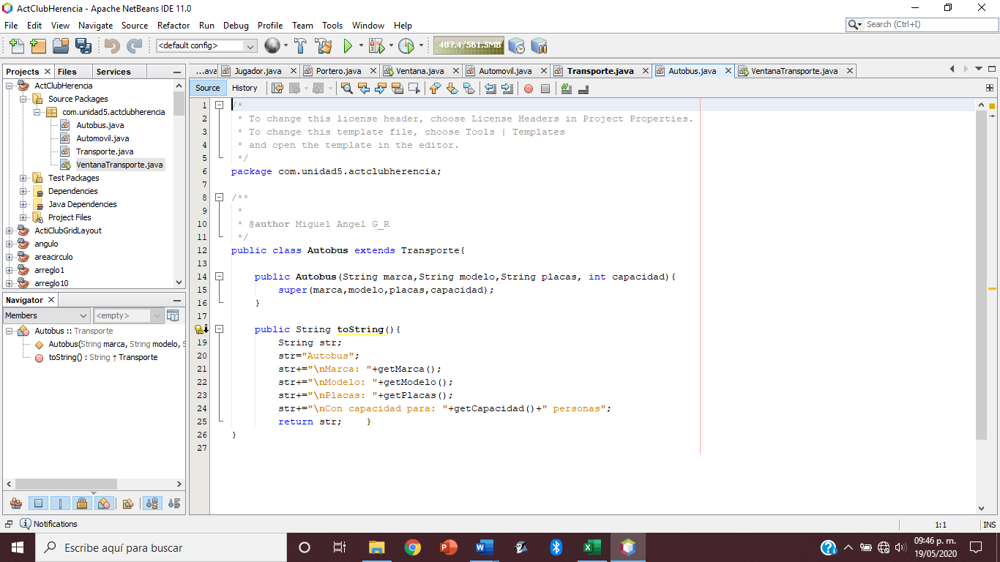 ActClubHerencia - Apache NetBeans IDE 11.0
File Edit View Navigate Source Refactor Run Debug Profile Team Tools Window Help
Search (Ctrl+I)
<default config>
487.4/561.5MB
Projects Files Services
...ava Jugador.java Portero.java Ventana.java Automovil.java Transporte.java Autobus.java VentanaTransporte.java
Source History
ActClubHerencia
Source Packages
com.unidad5.actclubherencia
Autobus.java
Automovil.java
Transporte.java
VentanaTransporte.java
Test Packages
Dependencies
Java Dependencies
Project Files
ActiClubGridLayout
angulo
areacirculo
arreglo1
arreglo10
Navigator
Members <empty>
Autobus :: Transporte
Autobus(String marca, String modelo, S
toString() : String ↑ Transporte
1 /*
2 * To change this license header, choose License Headers in Project Properties.
3 * To change this template file, choose Tools | Templates
4 * and open the template in the editor.
5 */
6 package com.unidad5.actclubherencia;
7
8 /**
9 *
10 * @author Miguel Angel G_R
11 */
12 public class Autobus extends Transporte{
13
14 public Autobus(String marca,String modelo,String placas, int capacidad){
15 super(marca,modelo,placas,capacidad);
16 }
17
public String toString(){
19 String str;
20 str="Autobus";
21 str+="\nMarca: "+getMarca();
22 str+="\nModelo: "+getModelo();
23 str+="\nPlacas: "+getPlacas();
24 str+="\nCon capacidad para: "+getCapacidad()+" personas";
25 return str; }
26 }
27
Notifications
1:1 INS
Escribe aquí para buscar
09:46 p. m.
19/05/2020